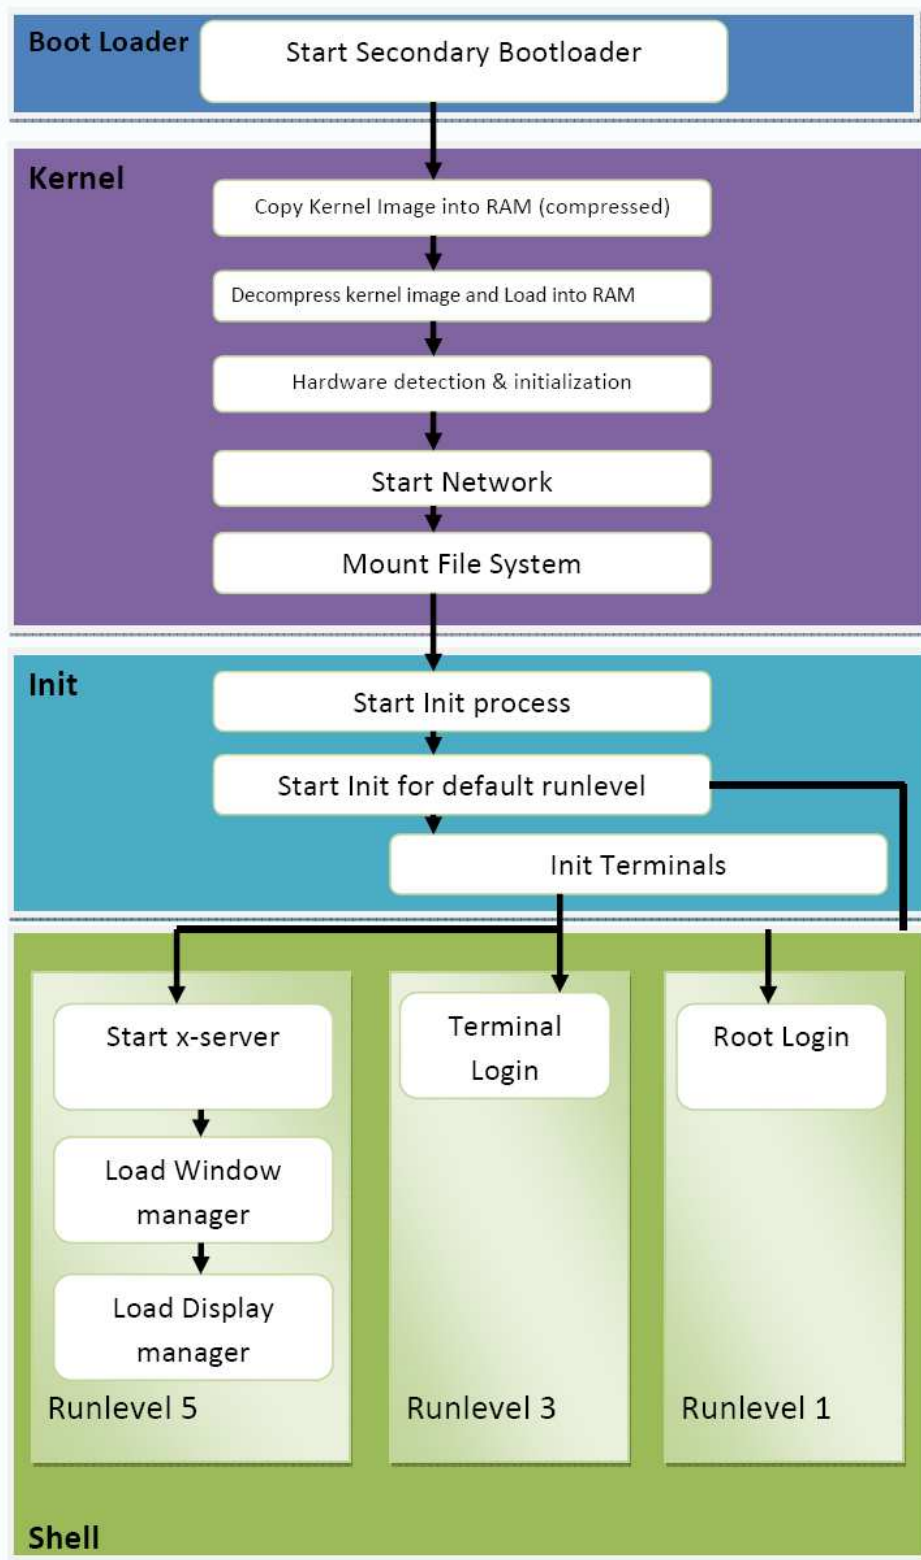 Boot Loader
Start Secondary Bootloader
Kernel
Copy Kernel Image into RAM (compressed)
Decompress kernel image and Load into RAM
Hardware detection & initialization
Start Network
Mount File System
Init
Start Init process
Start Init for default runlevel
Init Terminals
Start x-server
Load Window
manager
Load Display
manager
Runlevel 5
Terminal
Login
Runlevel 3
Root Login
Runlevel 1
Shell